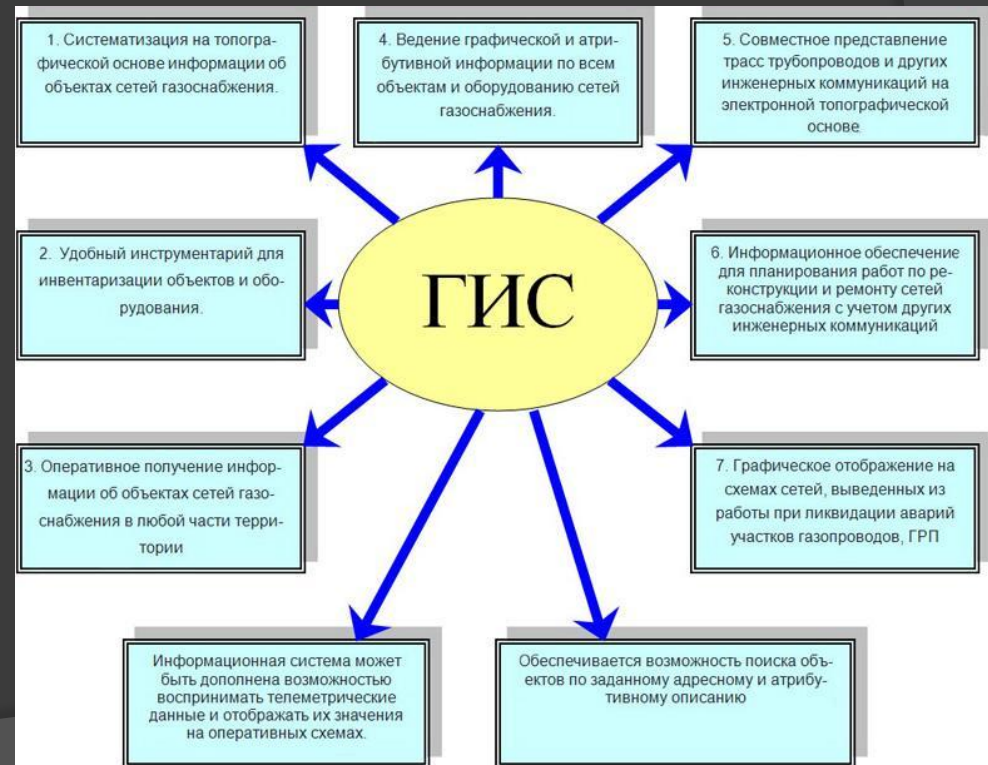 1. Систематизация на топогра-
фической основе информации об
объектах сетей газоснабжения.
4. Ведение графической и атри-
бутивной информации по всем
объектам и оборудованию сетей
газоснабжения.
5. Совместное представление
трасс трубопроводов и других
инженерных коммуникаций на
электронной топографической
основе
ГИС
2. Удобный инструментарий для
инвентаризации объектов и обо-
рудования.
6. Информационное обеспечение
для планирования работ по ре-
конструкции и ремонту сетей
газоснабжения с учетом других
инженерных коммуникаций
3. Оперативное получение инфор-
мации об объектах сетей газо-
снабжения в любой части терри-
тории
7. Графическое отображение на
схемах сетей, выведенных из
работы при ликвидации аварий
участков газопроводов, ГРП
Информационная система может
быть дополнена возможностью
воспринимать телеметрические
данные и отображать их значения
на оперативных схемах.
Обеспечивается возможность поиска объ-
ектов по заданному адресному и атрибу-
тивному описанию